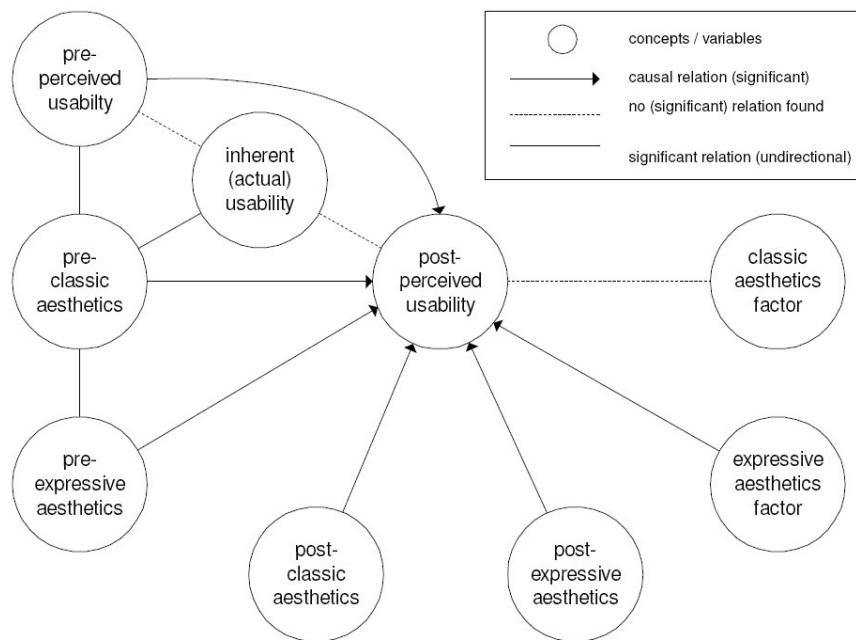 pre-
perceived
usabilty
inherent
(actual)
usability
pre-
classic
aesthetics
post-
perceived
usability
classic
aesthetics
factor
pre-
expressive
aesthetics
expressive
aesthetics
factor
post-
classic
aesthetics
post-
expressive
aesthetics
concepts / variables
causal relation (significant)
no (significant) relation found
significant relation (undirectional)